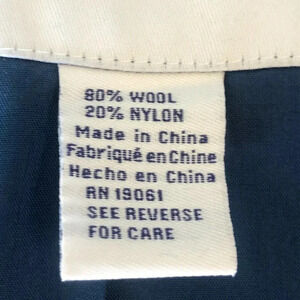 80% WOOL
20% NYLON
Made in China
Fabriqué en Chine
Hecho en China
RN 19061
SEE REVERSE
FOR CARE